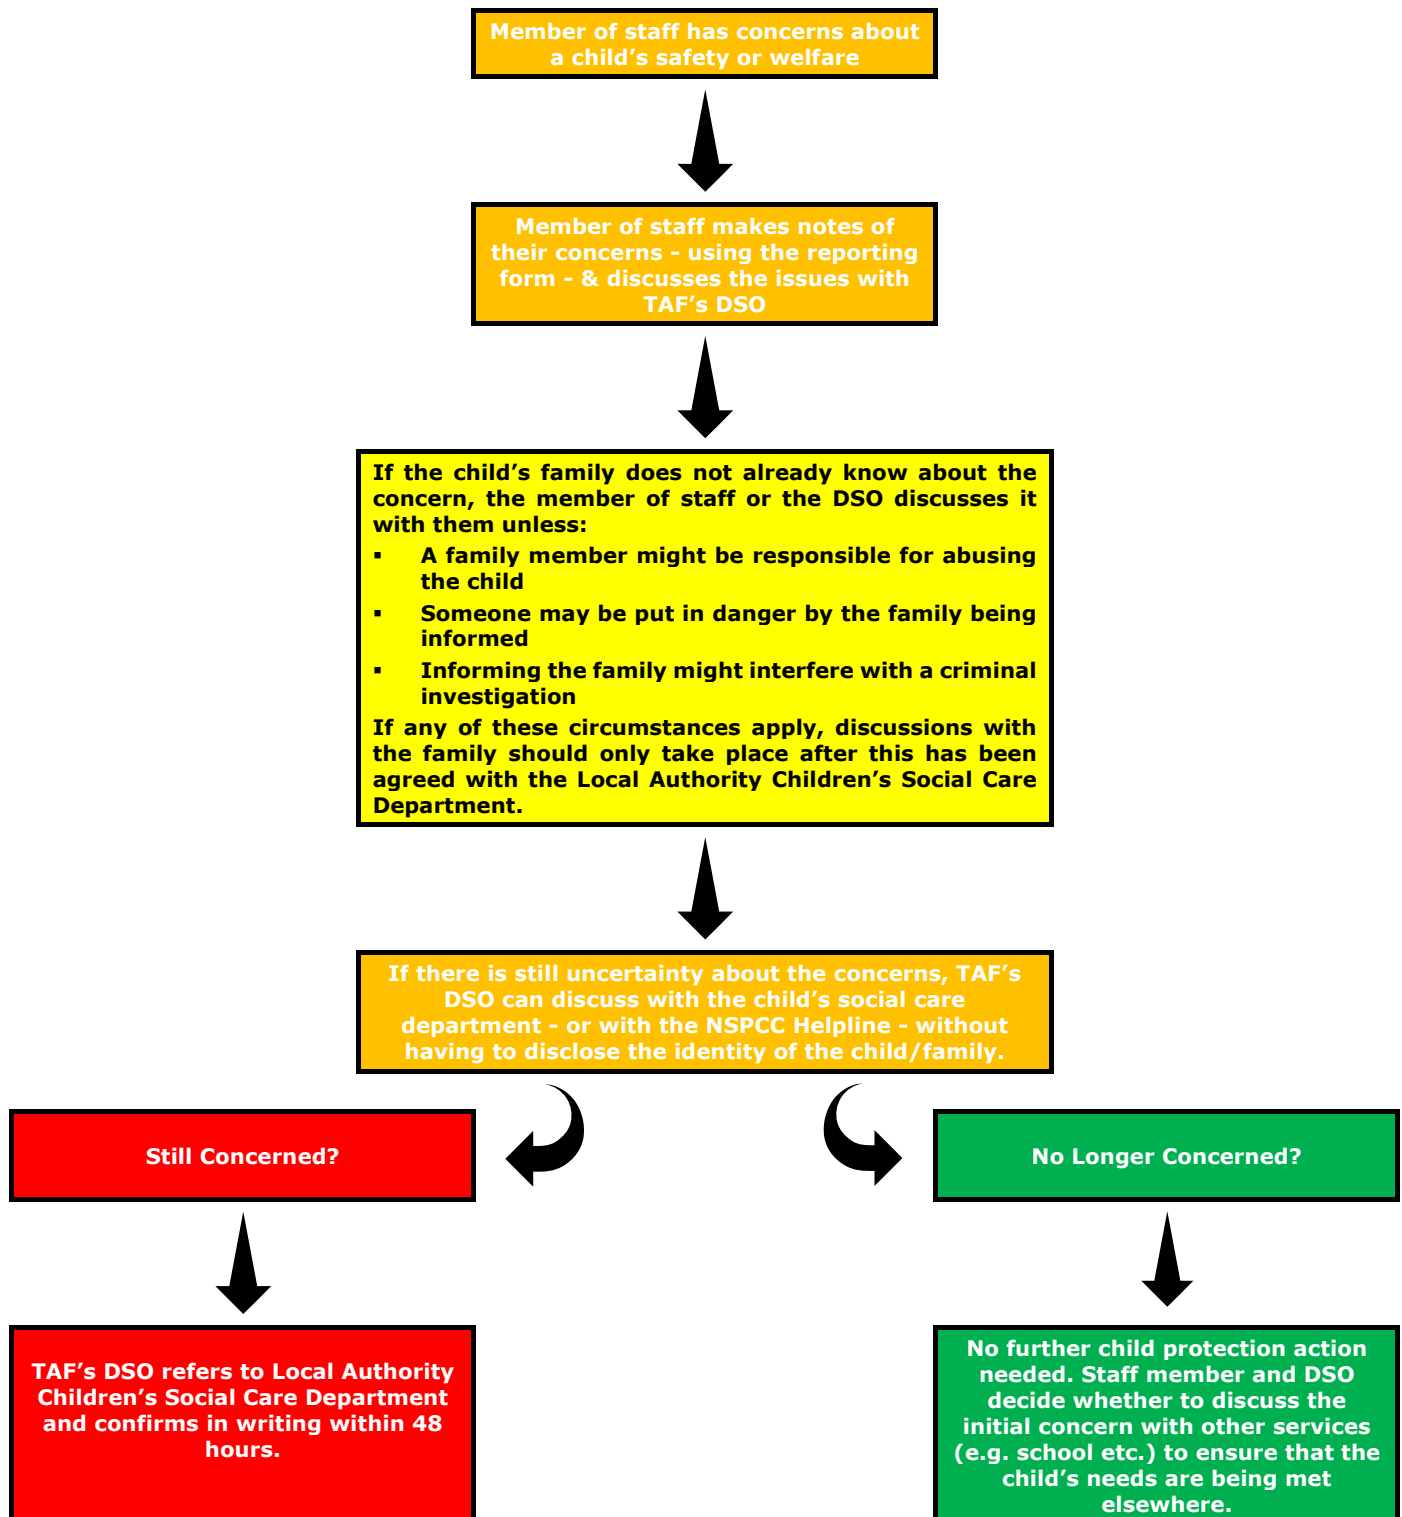 Member of staff has concerns about
a child’s safety or welfare
Member of staff makes notes of
their concerns – using the reporting
form – & discusses the issues with
TAF’s DSO
If the child’s family does not already know about the
concern, the member of staff or the DSO discusses it
with them unless:
▪ A family member might be responsible for abusing
the child
▪ Someone may be put in danger by the family being
informed
▪ Informing the family might interfere with a criminal
investigation
If any of these circumstances apply, discussions with
the family should only take place after this has been
agreed with the Local Authority Children’s Social Care
Department.
If there is still uncertainty about the concerns, TAF’s
DSO can discuss with the child’s social care
department – or with the NSPCC Helpline – without
having to disclose the identity of the child/family.
Still Concerned?
No Longer Concerned?
TAF’s DSO refers to Local Authority
Children’s Social Care Department
and confirms in writing within 48
hours.
No further child protection action
needed. Staff member and DSO
decide whether to discuss the
initial concern with other services
(e.g. school etc.) to ensure that the
child’s needs are being met
elsewhere.